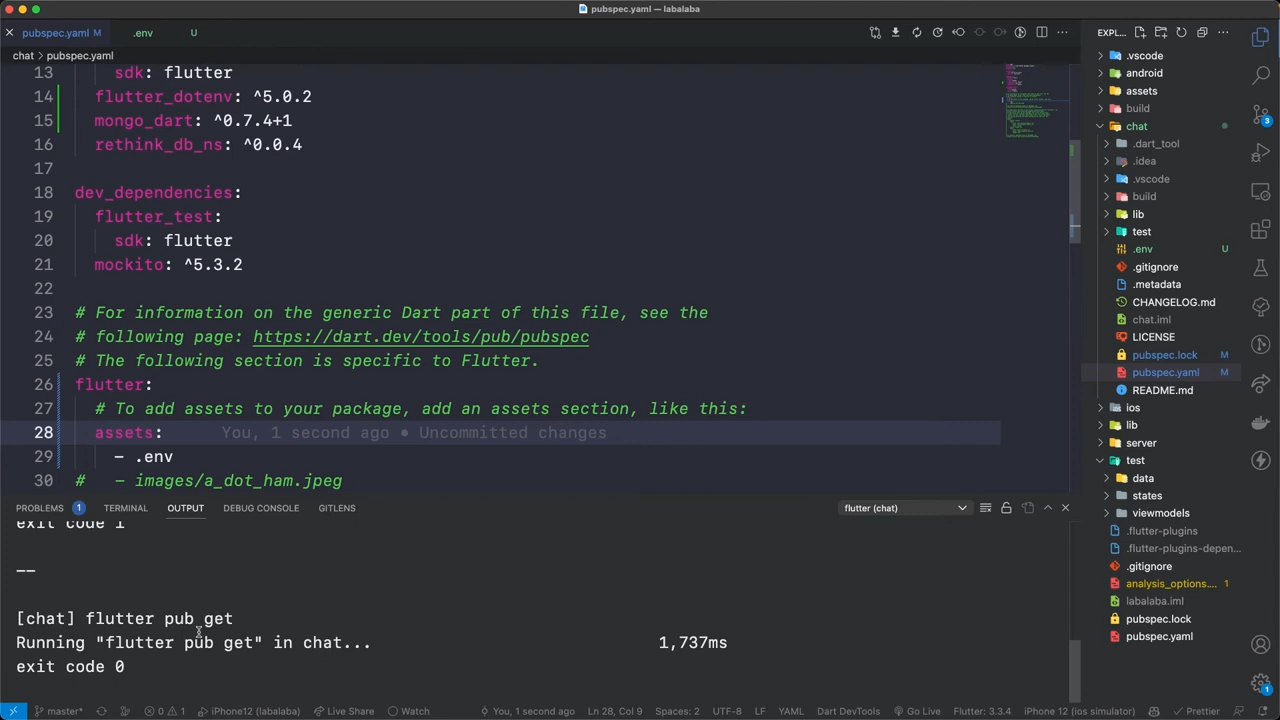 pubspec.yaml — labalaba
pubspec.yaml M
.env U
EXPL...
chat > pubspec.yaml
13 sdk: flutter
14 flutter_dotenv: ^5.0.2
15 mongo_dart: ^0.7.4+1
16 rethink_db_ns: ^0.0.4
17
18 dev_dependencies:
19 flutter_test:
20 sdk: flutter
21 mockito: ^5.3.2
22
23 # For information on the generic Dart part of this file, see the
24 # following page: https://dart.dev/tools/pub/pubspec
25 # The following section is specific to Flutter.
26 flutter:
27 # To add assets to your package, add an assets section, like this:
28 assets: You, 1 second ago • Uncommitted changes
29 - .env
30 # - images/a_dot_ham.jpeg
.vscode
android
assets
build
chat
.dart_tool
.idea
.vscode
build
lib
test
.env U
.gitignore
.metadata
CHANGELOG.md
chat.iml
LICENSE
pubspec.lock M
pubspec.yaml M
README.md
ios
lib
server
test
data
states
viewmodels
.flutter-plugins
.flutter-plugins-depen...
.gitignore
analysis_options.... 1
labalaba.iml
pubspec.lock
pubspec.yaml
3
1
PROBLEMS 1 TERMINAL OUTPUT DEBUG CONSOLE GITLENS flutter (chat)
exit code 1
--
[chat] flutter pub get
Running "flutter pub get" in chat... 1,737ms
exit code 0
master* 0 1 iPhone12 (labalaba) Live Share Watch You, 1 second ago Ln 28, Col 9 Spaces: 2 UTF-8 LF YAML Dart DevTools Go Live Flutter: 3.3.4 iPhone 12 (ios simulator) Prettier